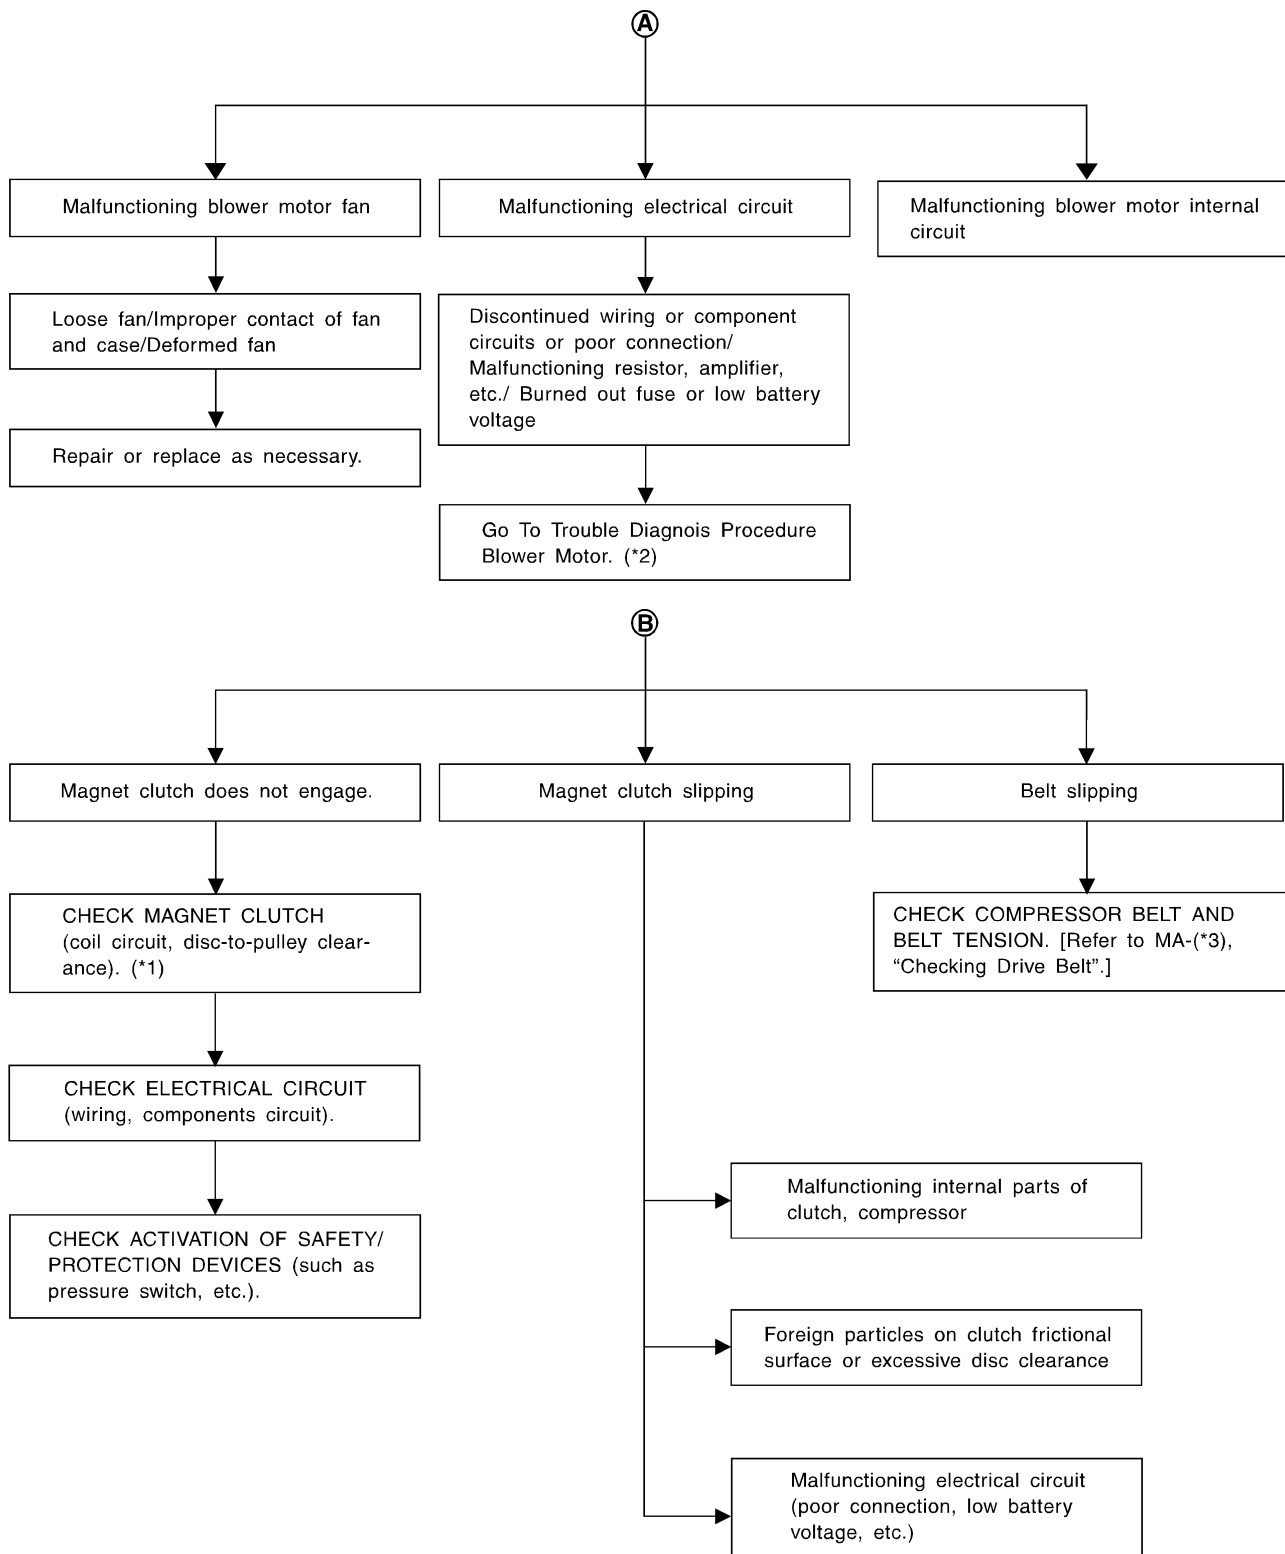 A
Malfunctioning blower motor fan
Malfunctioning electrical circuit
Malfunctioning blower motor internal
circuit
Loose fan/Improper contact of fan
and case/Deformed fan
Discontinued wiring or component
circuits or poor connection/
Malfunctioning resistor, amplifier,
etc./ Burned out fuse or low battery
voltage
Repair or replace as necessary.
Go To Trouble Diagnois Procedure
Blower Motor. (*2)
B
Magnet clutch does not engage.
Magnet clutch slipping
Belt slipping
CHECK MAGNET CLUTCH
(coil circuit, disc-to-pulley clear-
ance). (*1)
CHECK COMPRESSOR BELT AND
BELT TENSION. [Refer to MA-(*3),
“Checking Drive Belt”.]
CHECK ELECTRICAL CIRCUIT
(wiring, components circuit).
CHECK ACTIVATION OF SAFETY/
PROTECTION DEVICES (such as
pressure switch, etc.).
Malfunctioning internal parts of
clutch, compressor
Foreign particles on clutch frictional
surface or excessive disc clearance
Malfunctioning electrical circuit
(poor connection, low battery
voltage, etc.)